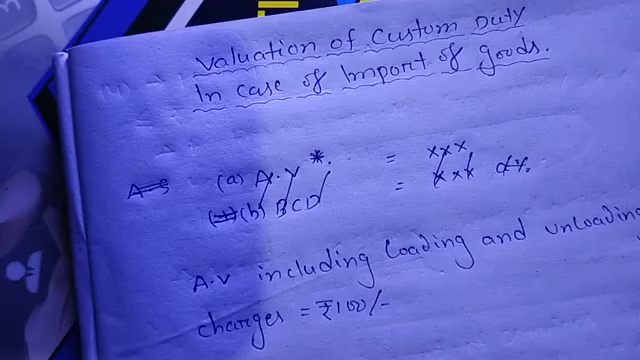 Valuation of Custom Duty
In case of Import of goods.
(a) A.V *. = xxx
(b) BCD = xxx
A.V including loading and unloading
charges = ₹100/-